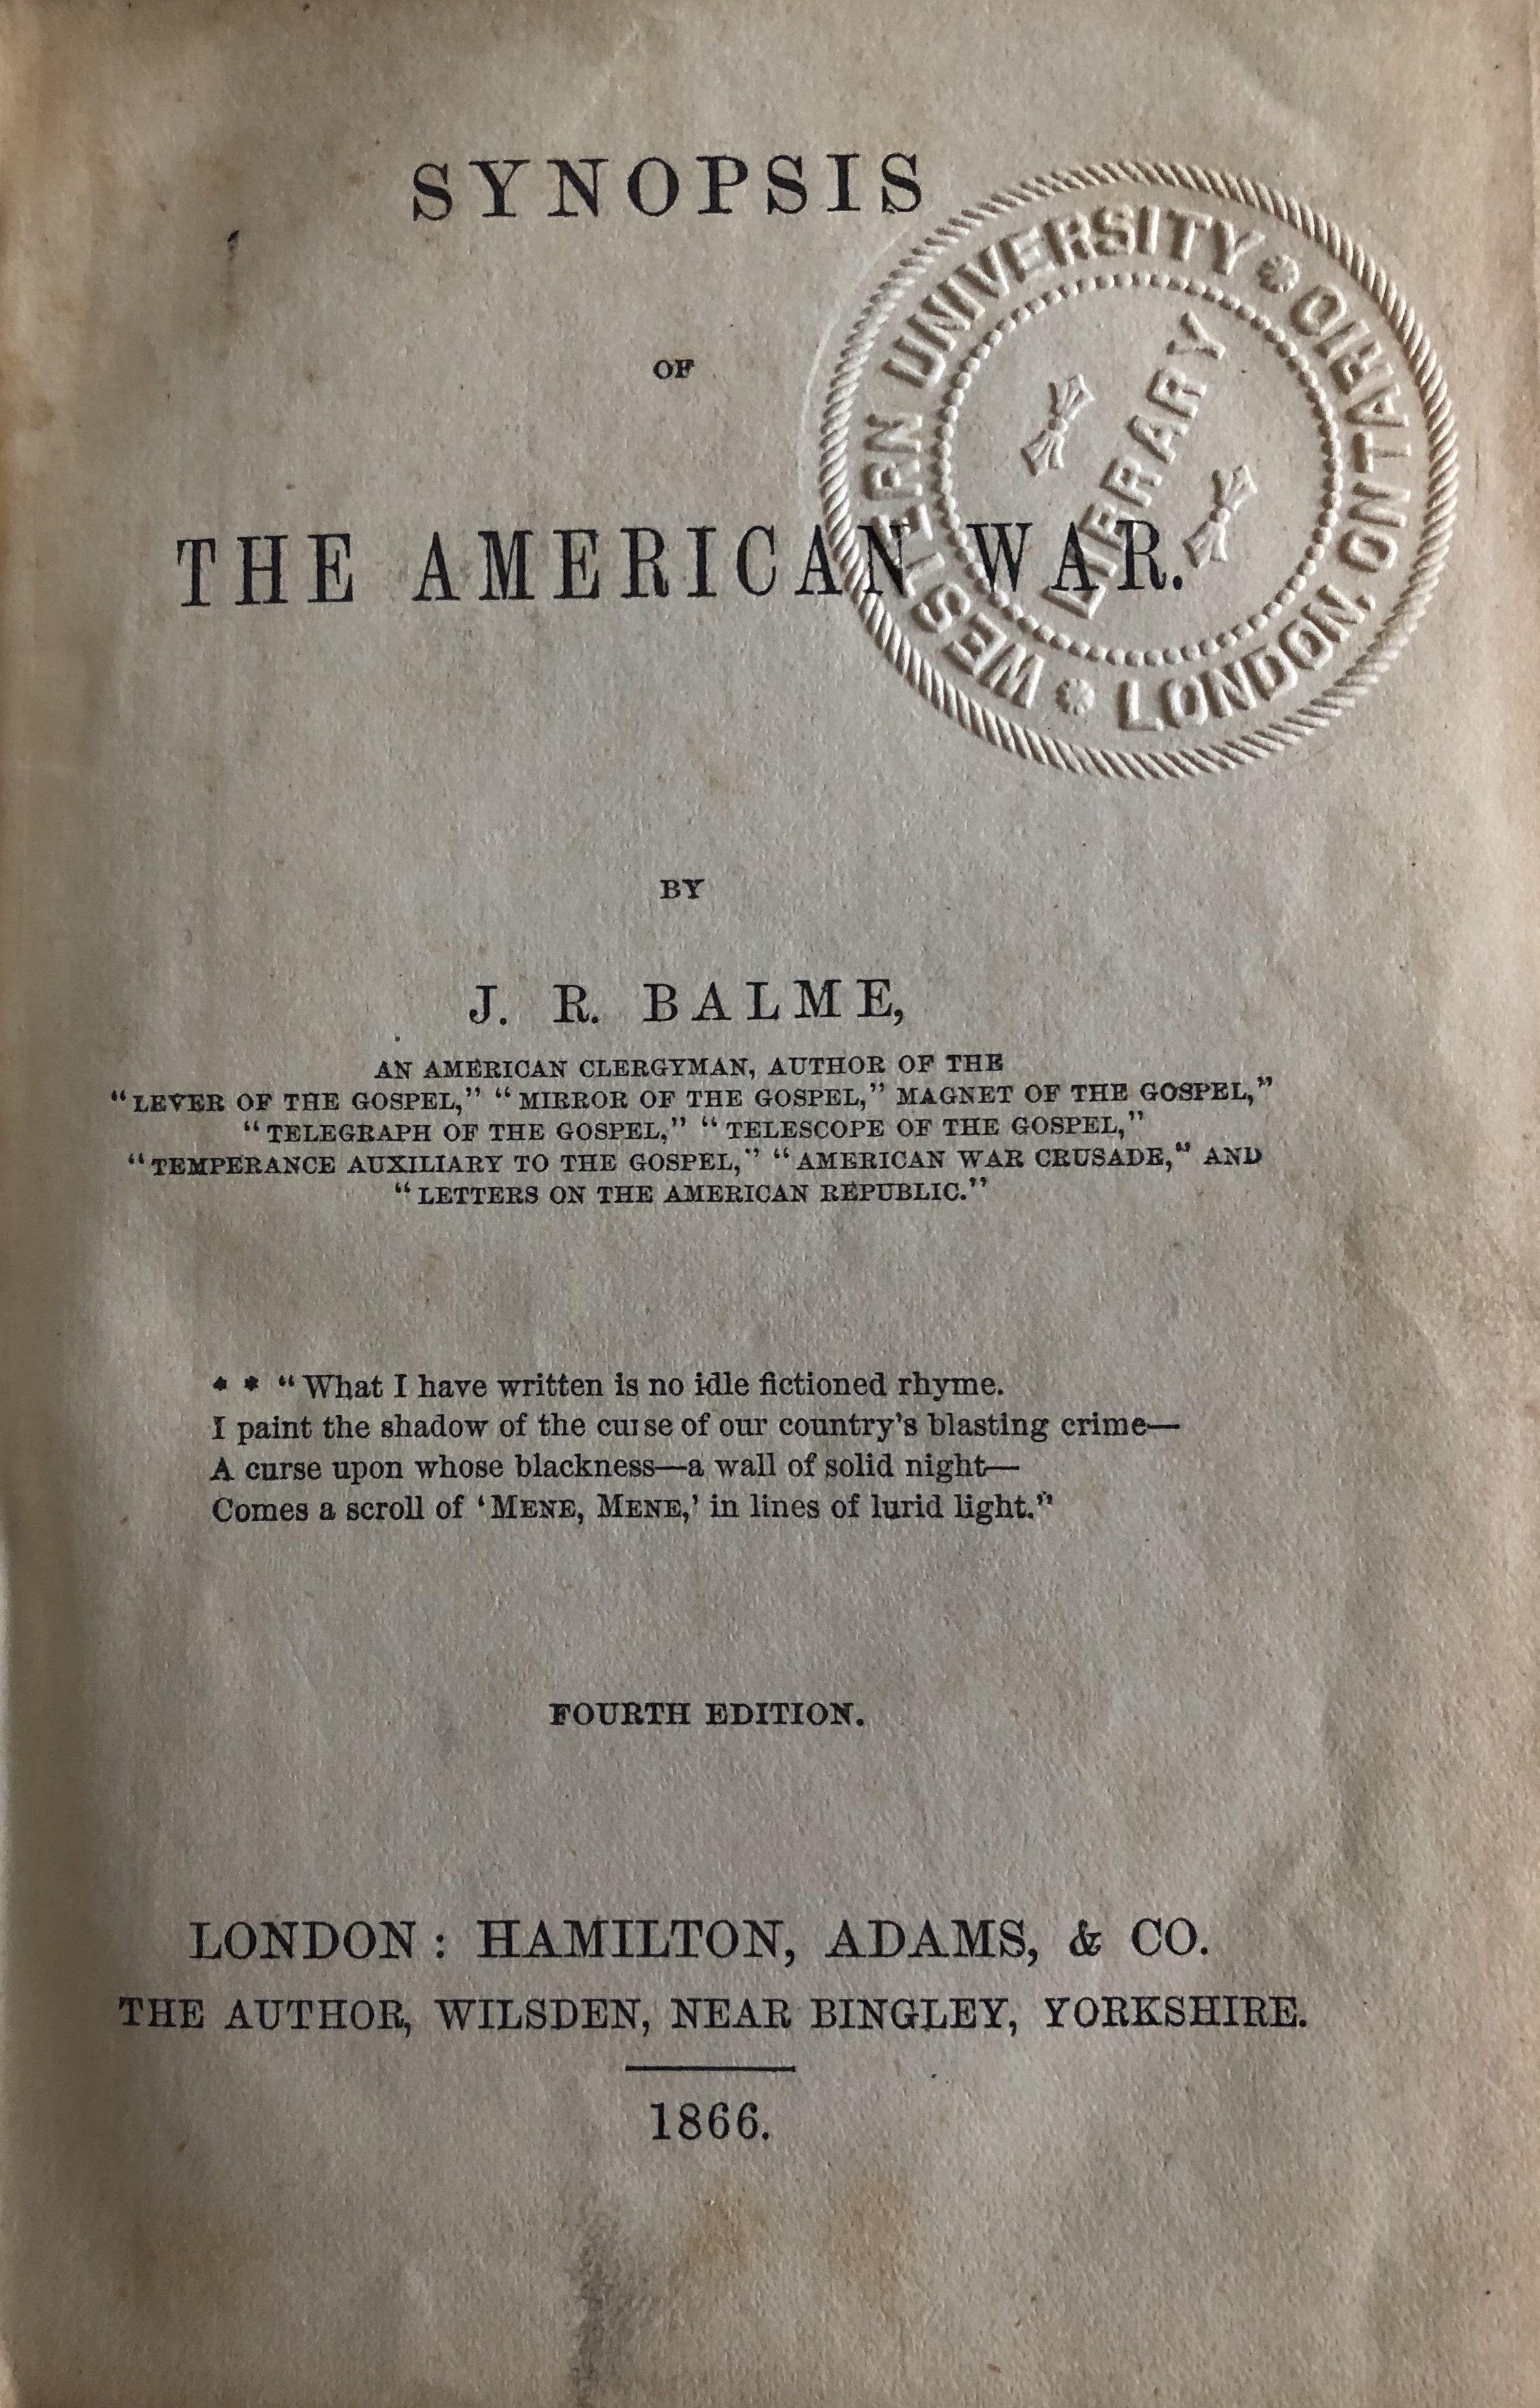 SYNOPSIS
OF
THE AMERICAN WAR.
WESTERN UNIVERSITY * LONDON, ONTARIO
LIBRARY
BY
J. R. BALME,
AN AMERICAN CLERGYMAN, AUTHOR OF THE
“LEVER OF THE GOSPEL,” “MIRROR OF THE GOSPEL,” MAGNET OF THE GOSPEL,”
“TELEGRAPH OF THE GOSPEL,” “TELESCOPE OF THE GOSPEL,”
“TEMPERANCE AUXILIARY TO THE GOSPEL,” “AMERICAN WAR CRUSADE,” AND
“LETTERS ON THE AMERICAN REPUBLIC.”
* * “What I have written is no idle fictioned rhyme.
I paint the shadow of the curse of our country’s blasting crime—
A curse upon whose blackness—a wall of solid night—
Comes a scroll of ‘MENE, MENE,’ in lines of lurid light.”
FOURTH EDITION.
LONDON: HAMILTON, ADAMS, & CO.
THE AUTHOR, WILSDEN, NEAR BINGLEY, YORKSHIRE.
1866.